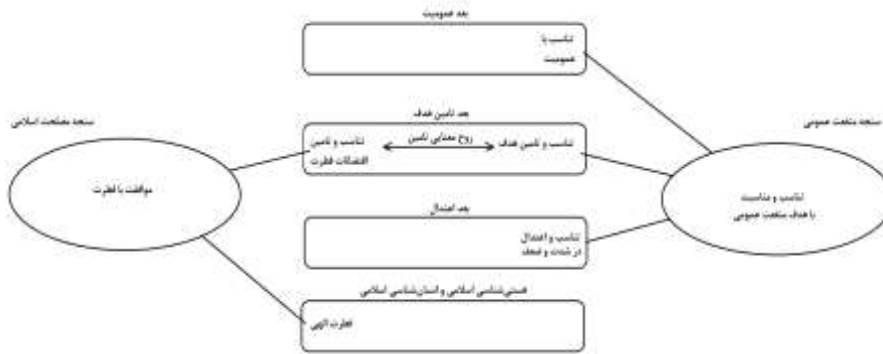 بعد عمومیت
تناسب با
عمومیت
سنجه منفعت عمومی
بعد تامین هدف
سنجه مصلحت اسلامی
تناسب و تامین هدف
روح معنایی تامین
تناسب و تامین
اقتضائات فطرت
تناسب و مناسبت
با هدف منفعت عمومی
موافقت با فطرت
بعد اعتدال
تناسب و اعتدال
در شدت و ضعف
هستی‌شناسی اسلامی و انسان‌شناسی اسلامی
فطرت الهی